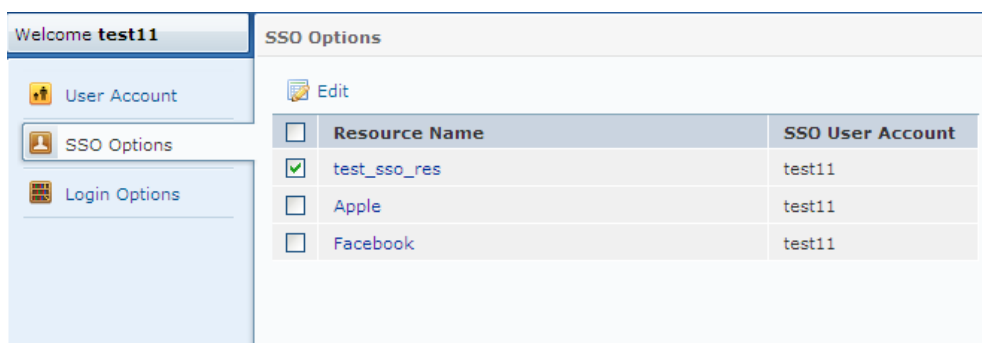 Welcome test11
User Account
SSO Options
Login Options
SSO Options
Edit
Resource Name SSO User Account
test_sso_res test11
Apple test11
Facebook test11